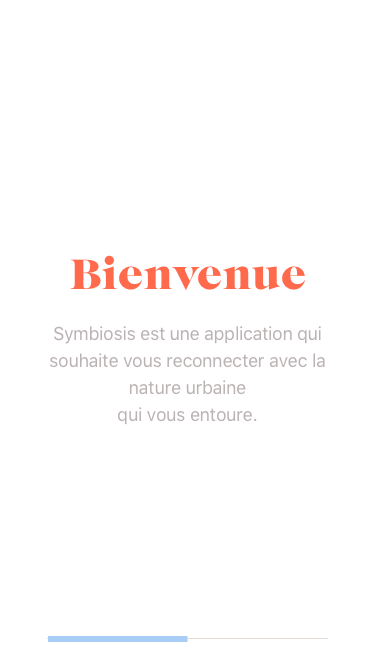 Bienvenue
Symbiosis est une application qui
souhaite vous reconnecter avec la
nature urbaine
qui vous entoure.